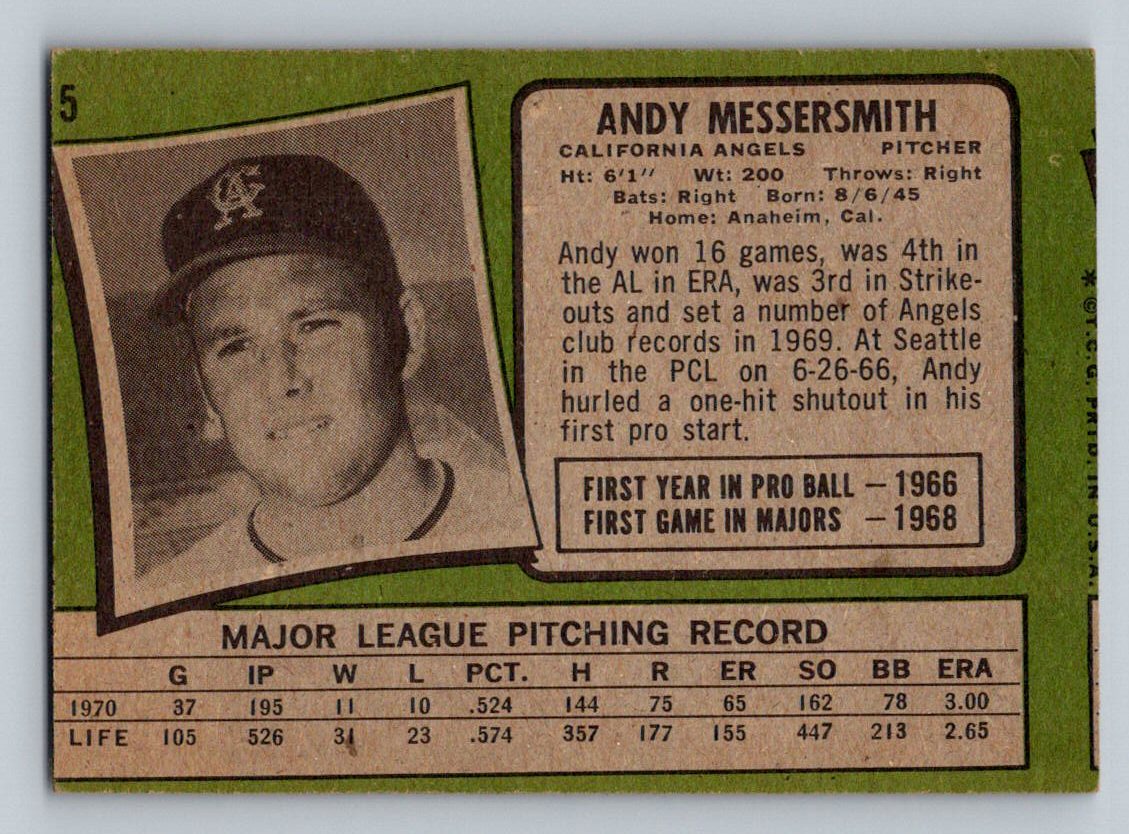 5
CA
ANDY MESSERSMITH
CALIFORNIA ANGELS PITCHER
Ht: 6'1" Wt: 200 Throws: Right
Bats: Right Born: 8/6/45
Home: Anaheim, Cal.
Andy won 16 games, was 4th in
the AL in ERA, was 3rd in Strike-
outs and set a number of Angels
club records in 1969. At Seattle
in the PCL on 6-26-66, Andy
hurled a one-hit shutout in his
first pro start.
FIRST YEAR IN PRO BALL – 1966
FIRST GAME IN MAJORS – 1968
*©T.C.G. PRTD. IN U.S.A.
MAJOR LEAGUE PITCHING RECORD
G IP W L PCT. H R ER SO BB ERA
1970 37 195 11 10 .524 144 75 65 162 78 3.00
LIFE 105 526 31 23 .574 357 177 155 447 213 2.65